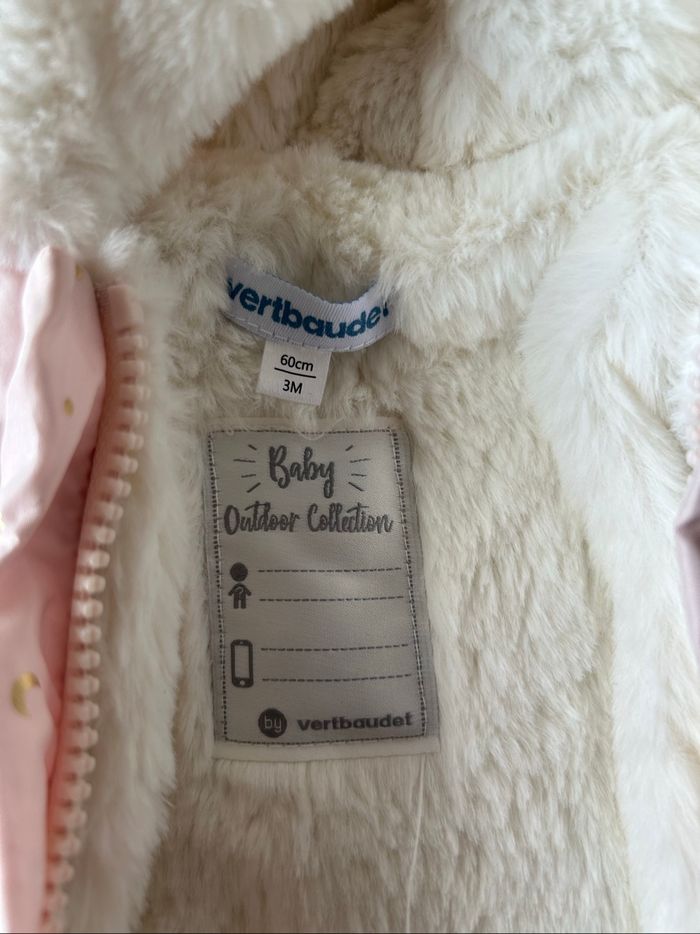 vertbaudet
60cm
3M
Baby
Outdoor Collection
by vertbaudet